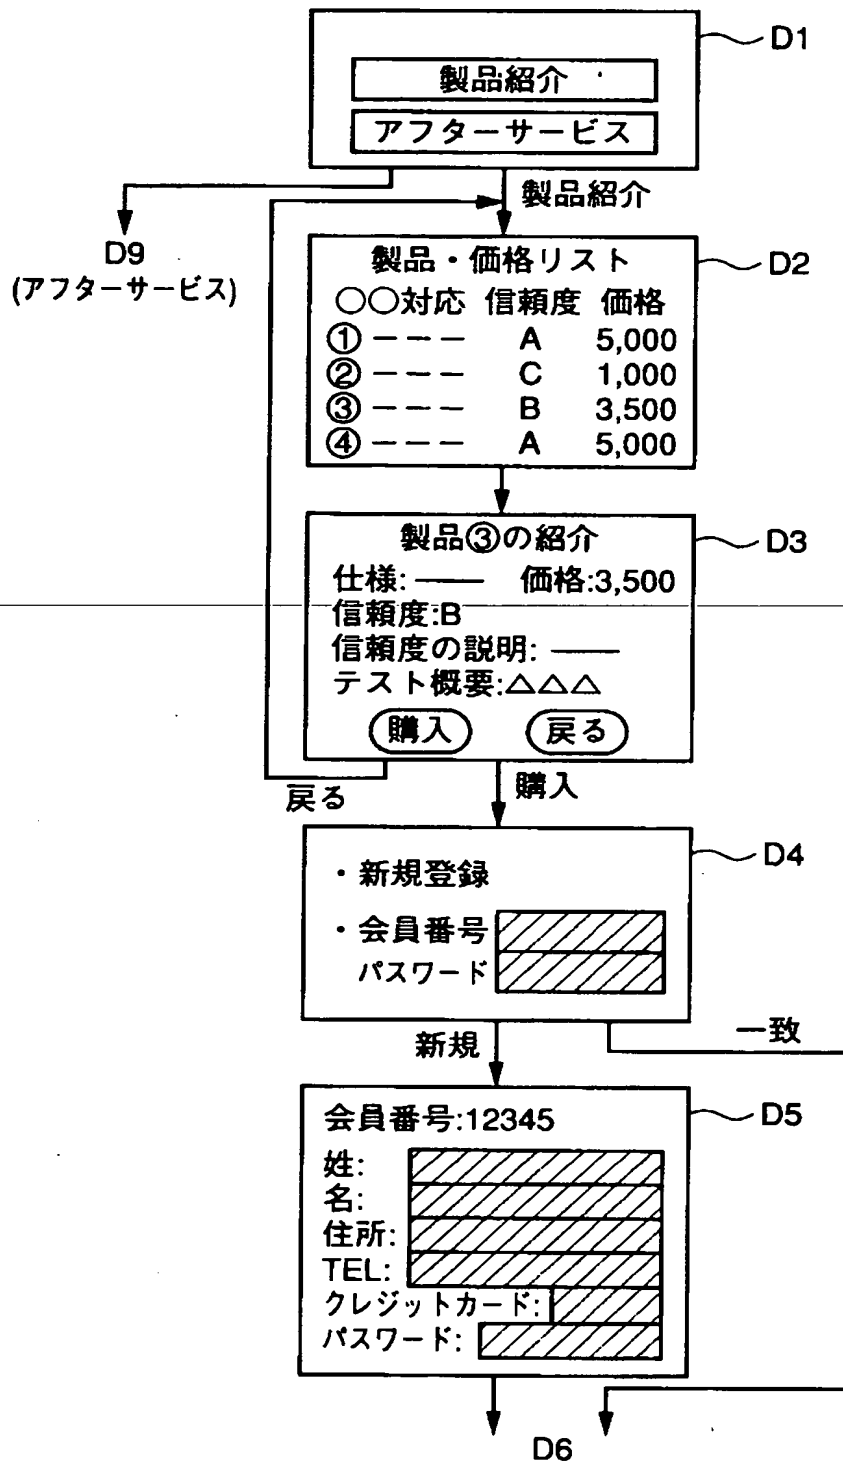 D1
製品紹介
アフターサービス
製品紹介
D9
(アフターサービス)
製品・価格リスト
D2
○○対応 信頼度 価格
① ――― A 5,000
② ――― C 1,000
③ ――― B 3,500
④ ――― A 5,000
製品③の紹介
D3
仕様: ―― 価格:3,500
信頼度:B
信頼度の説明: ――
テスト概要:△△△
購入 戻る
戻る
購入
D4
・新規登録
・会員番号
パスワード
新規
一致
会員番号:12345
D5
姓:
名:
住所:
TEL:
クレジットカード:
パスワード:
D6